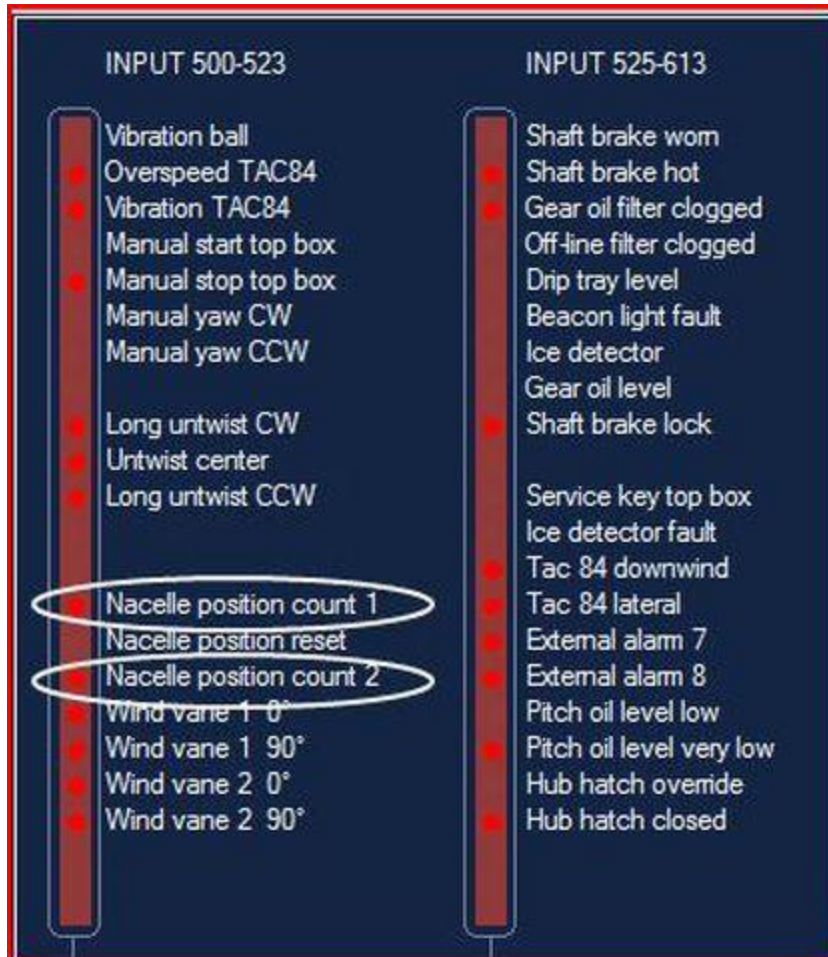 INPUT 500-523
Vibration ball
Overspeed TAC84
Vibration TAC84
Manual start top box
Manual stop top box
Manual yaw CW
Manual yaw CCW
Long untwist CW
Untwist center
Long untwist CCW
Nacelle position count 1
Nacelle position reset
Nacelle position count 2
Wind vane 1 0°
Wind vane 1 90°
Wind vane 2 0°
Wind vane 2 90°
INPUT 525-613
Shaft brake worn
Shaft brake hot
Gear oil filter clogged
Off-line filter clogged
Drip tray level
Beacon light fault
Ice detector
Gear oil level
Shaft brake lock
Service key top box
Ice detector fault
Tac 84 downwind
Tac 84 lateral
External alarm 7
External alarm 8
Pitch oil level low
Pitch oil level very low
Hub hatch override
Hub hatch closed